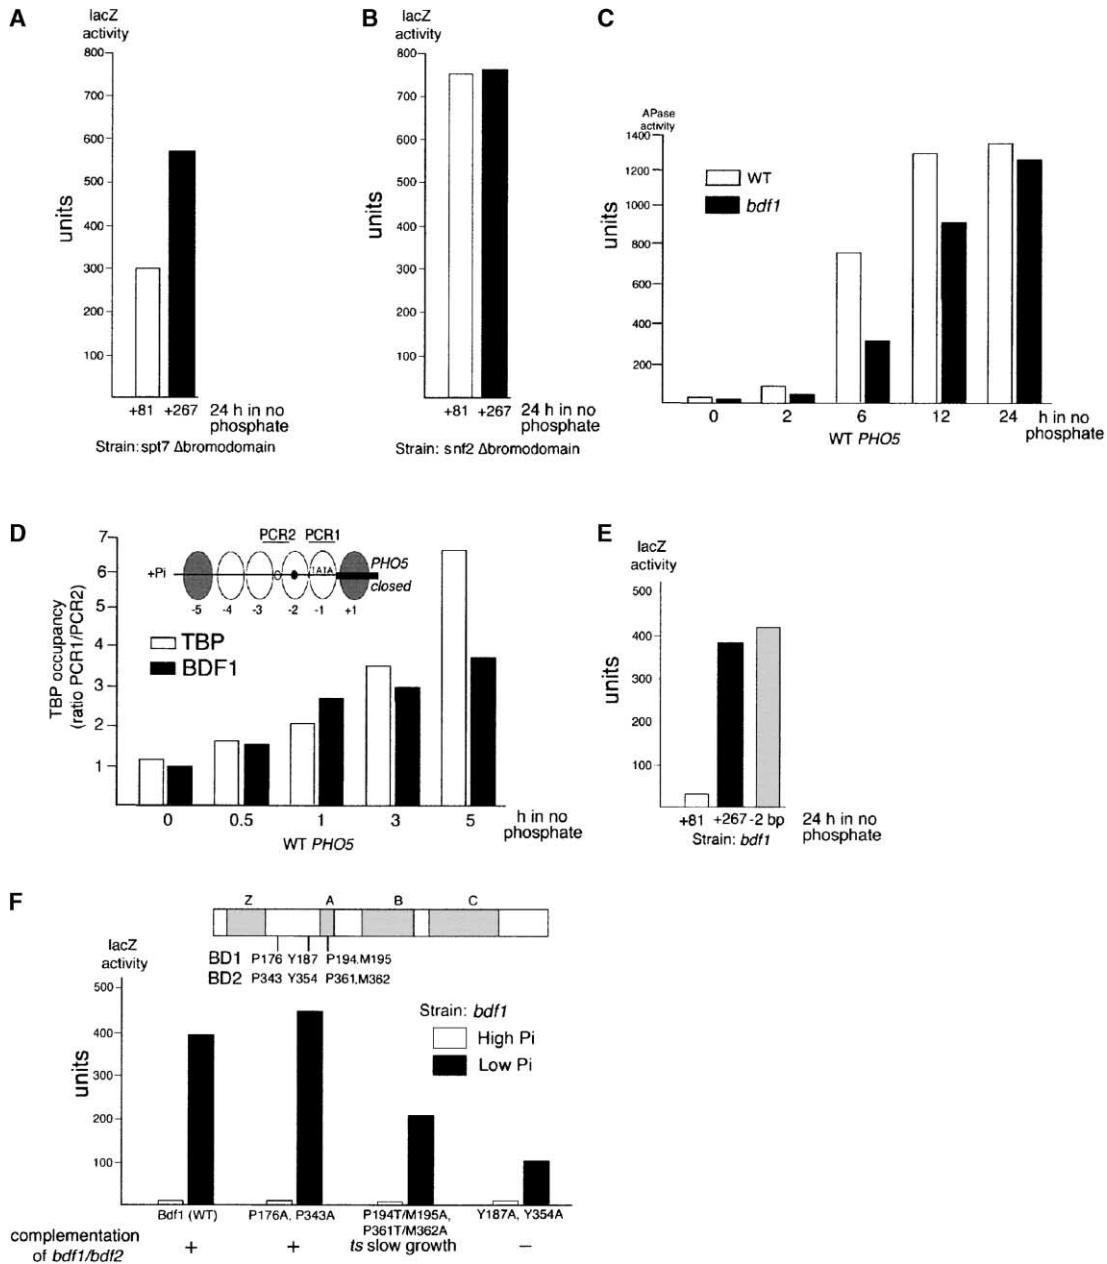 A
lacZ
activity
800
700
600
500
400
300
200
100
units
+81 +267 24 h in no
phosphate
Strain: spt7 Δbromodomain
B
lacZ
activity
800
700
600
500
400
300
200
100
units
+81 +267 24 h in no
phosphate
Strain: snf2 Δbromodomain
C
APase
activity
1400
1200
1000
800
600
400
200
units
WT
bdf1
0 2 6 12 24 h in no
phosphate
WT PHO5
D
7
6
5
4
3
2
1
TBP occupancy
(ratio PCR1/PCR2)
PCR2 PCR1
+Pi TATA PHO5
closed
-5 -4 -3 -2 -1 +1
TBP
BDF1
0 0.5 1 3 5 h in no
phosphate
WT PHO5
E
lacZ
activity
500
400
300
200
100
units
+81 +267 -2 bp 24 h in no
phosphate
Strain: bdf1
F
Z A B C
BD1 P176 Y187 P194,M195
BD2 P343 Y354 P361,M362
lacZ
activity
500
400
300
200
100
units
Strain: bdf1
High Pi
Low Pi
Bdf1 (WT) P176A, P343A P194T/M195A, Y187A, Y354A
P361T/M362A
complementation
of bdf1/bdf2 + + ts slow growth −